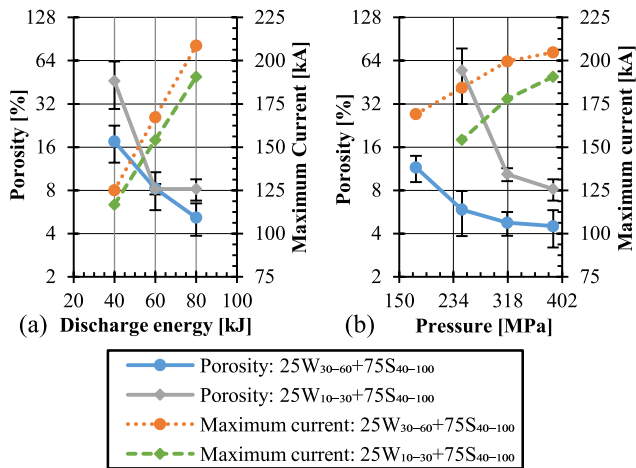 128 225 128 225
64 200 64 200
32 175 32 175
16 150 16 150
8 125 8 125
4 100 4 100
2 75 2 75
Porosity [%]
Maximum Current [kA]
Porosity [%]
Maximum Current [kA]
20 40 60 80 100
150 234 318 402
(a) Discharge energy [kJ]
(b) Pressure [MPa]
Porosity: 25W₃₀₋₆₀+75S₄₀₋₁₀₀
Porosity: 25W₁₀₋₃₀+75S₄₀₋₁₀₀
Maximum current: 25W₃₀₋₆₀+75S₄₀₋₁₀₀
Maximum current: 25W₁₀₋₃₀+75S₄₀₋₁₀₀